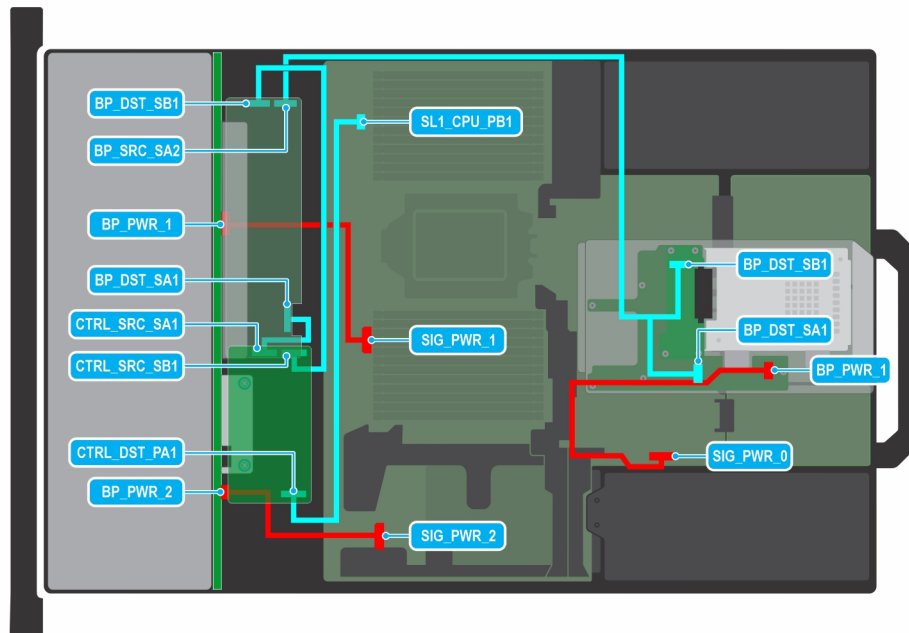 BP_DST_SB1
SL1_CPU_PB1
BP_SRC_SA2
BP_PWR_1
BP_DST_SB1
BP_DST_SA1
CTRL_SRC_SA1
BP_DST_SA1
SIG_PWR_1
CTRL_SRC_SB1
BP_PWR_1
CTRL_DST_PA1
SIG_PWR_0
BP_PWR_2
SIG_PWR_2